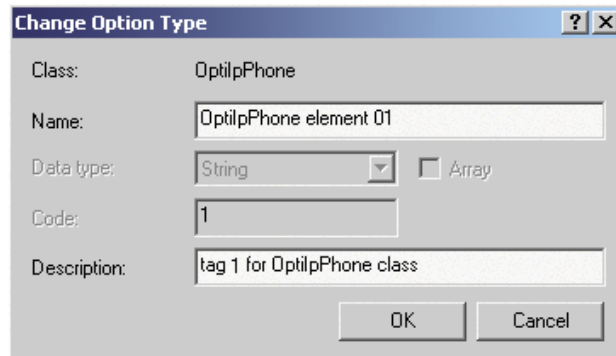 Change Option Type
Class: OptiIpPhone
Name: OptiIpPhone element 01
Data type: String Array
Code: 1
Description: tag 1 for OptiIpPhone class
OK Cancel